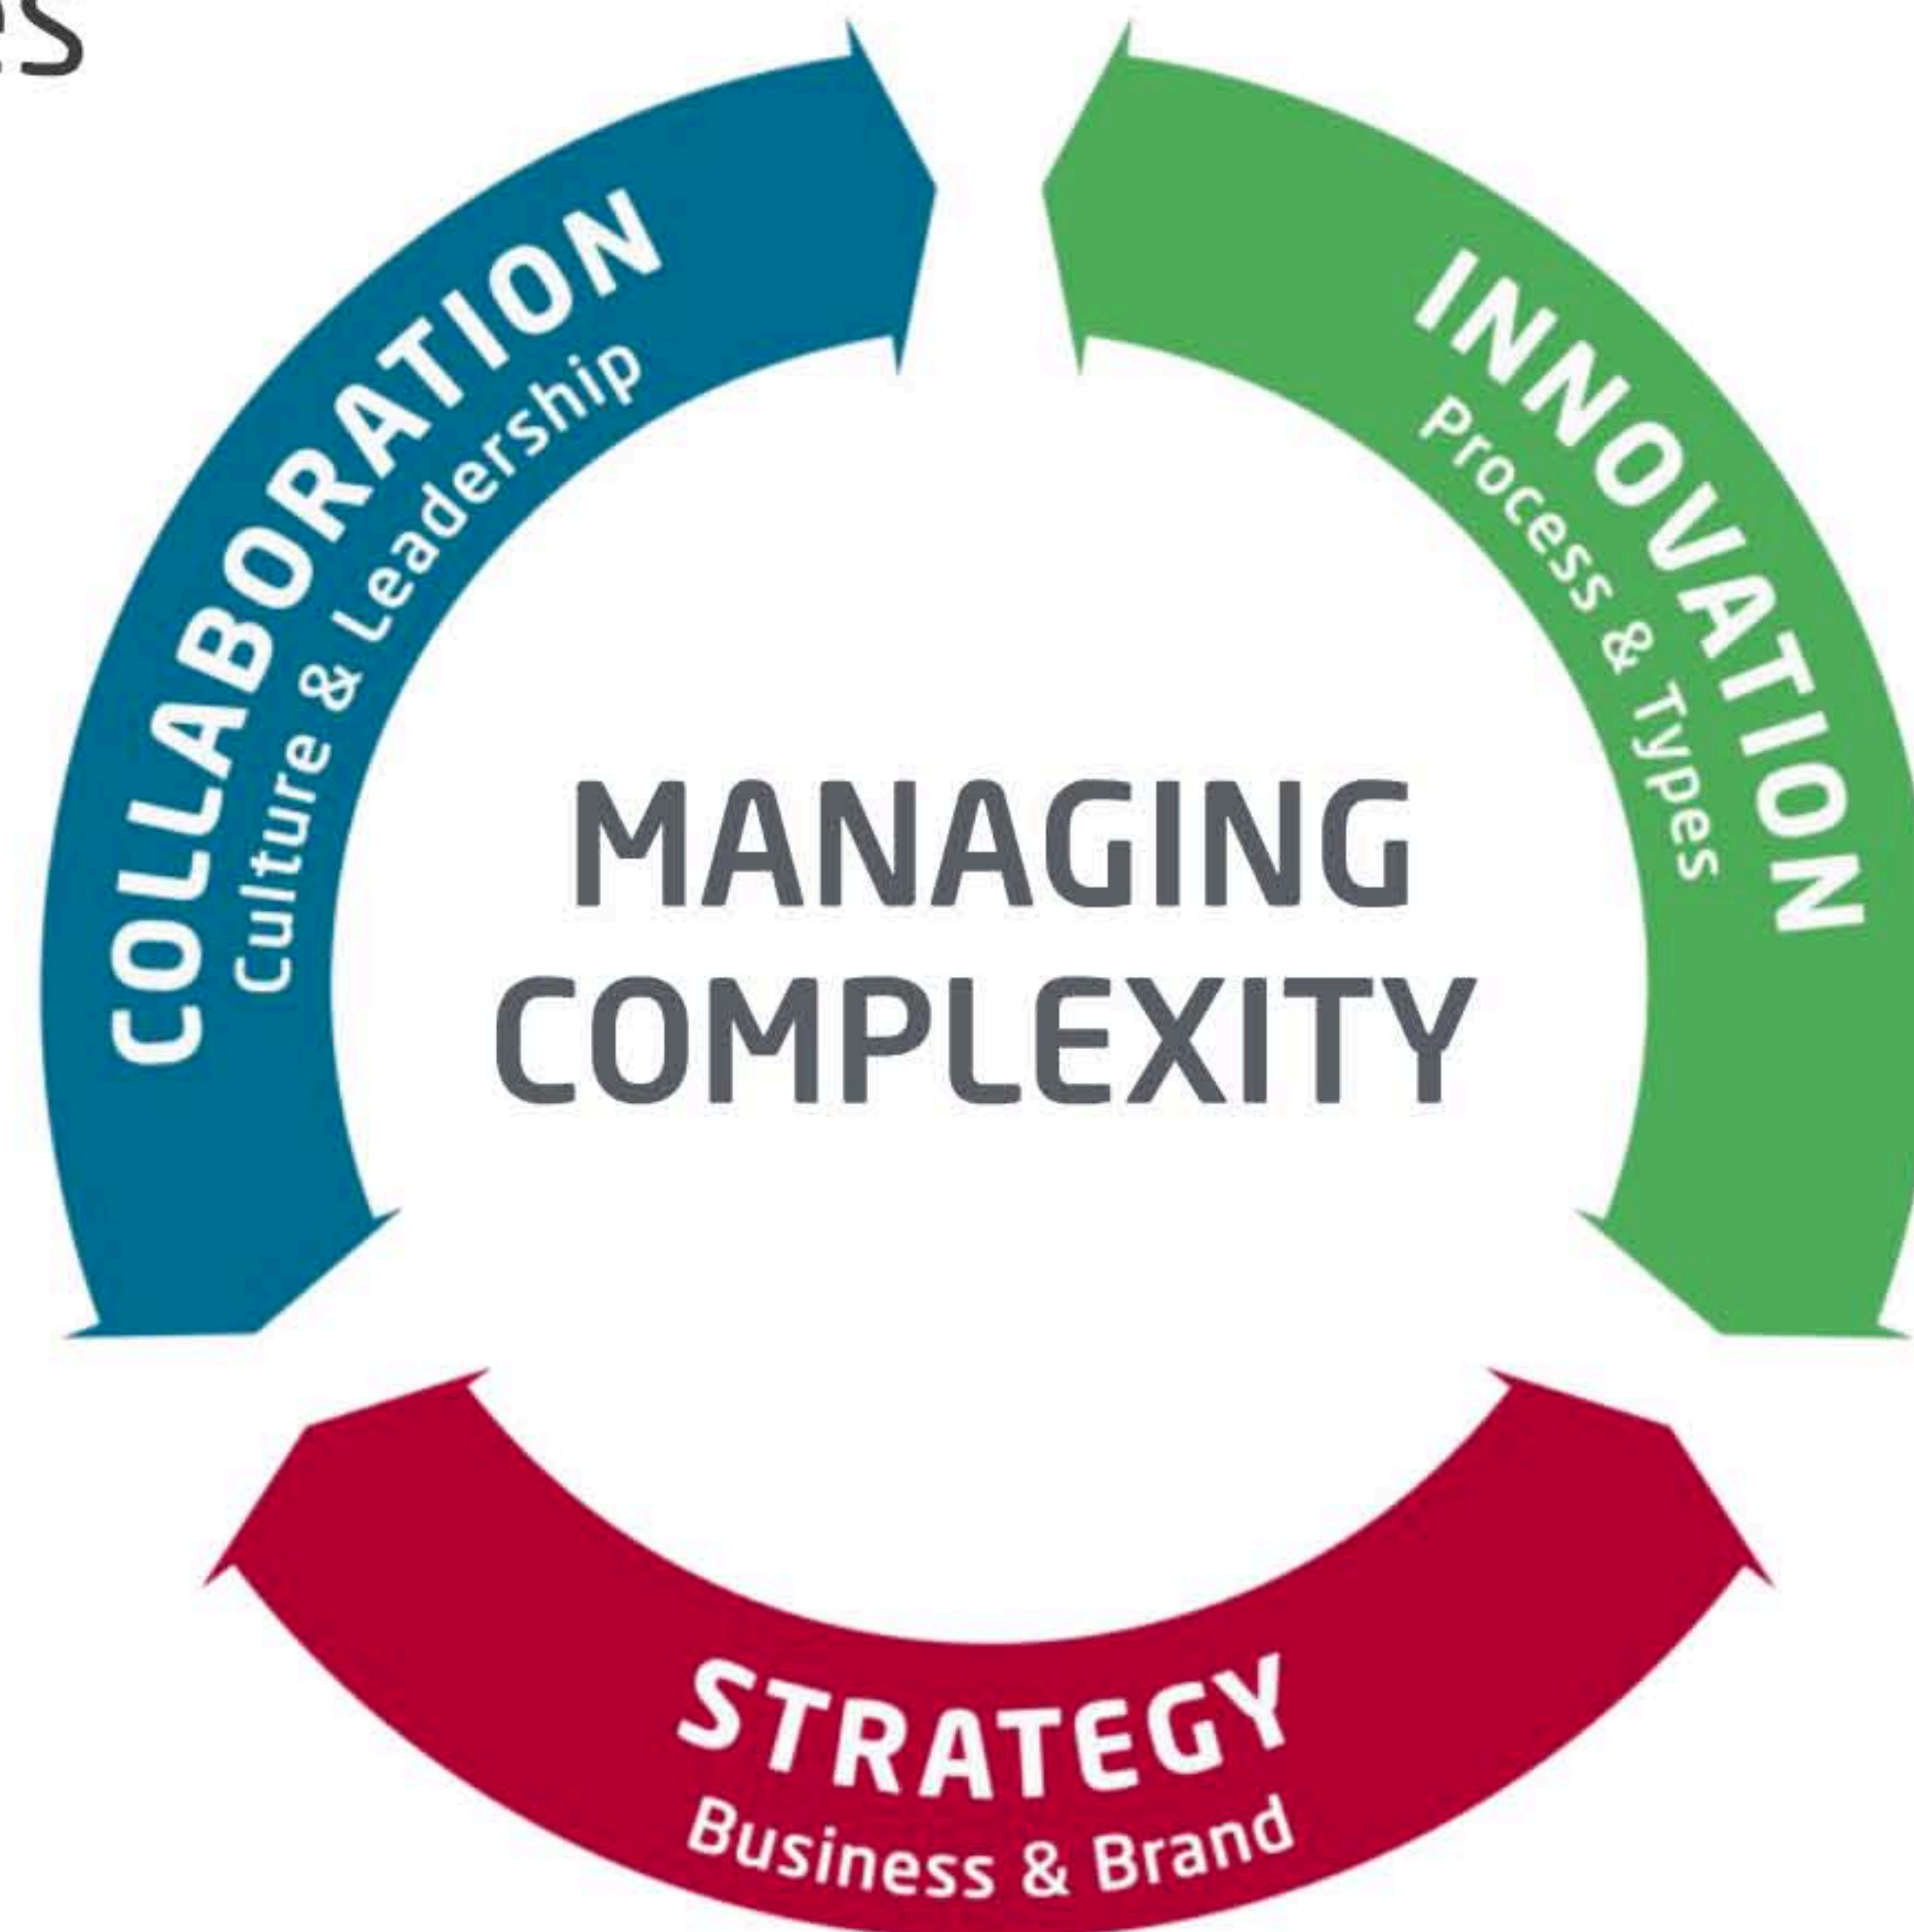 COLLABORATION
Culture & Leadership
INNOVATION
Process & Types
MANAGING
COMPLEXITY
STRATEGY
Business & Brand